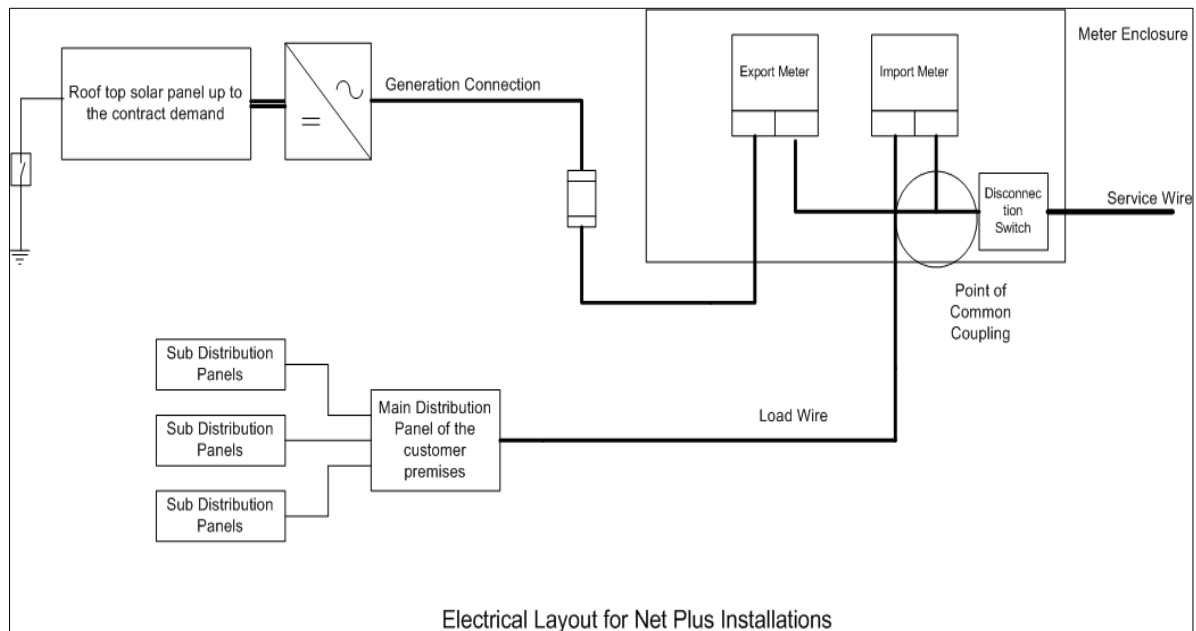 Meter Enclosure
Roof top solar panel up to
the contract demand
Generation Connection
Export Meter
Import Meter
Disconnec
tion
Switch
Service Wire
Point of
Common
Coupling
Sub Distribution
Panels
Sub Distribution
Panels
Sub Distribution
Panels
Main Distribution
Panel of the
customer
premises
Load Wire
Electrical Layout for Net Plus Installations